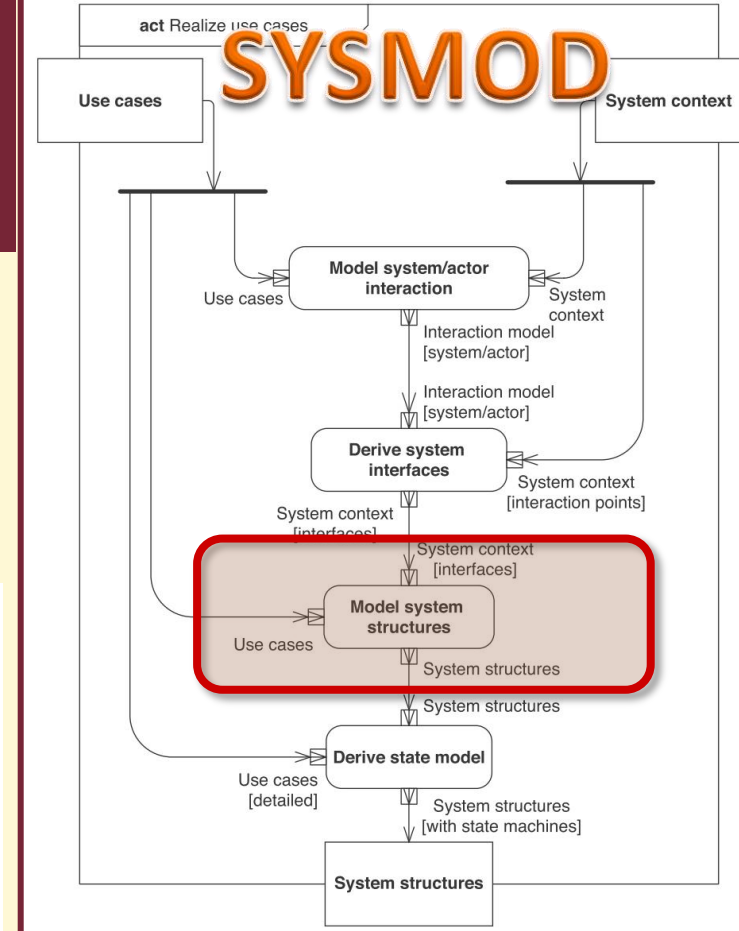 act Realize use cases
SYSMOD
Use cases
System context
Model system/actor
interaction
Use cases
System
context
Interaction model
[system/actor]
Interaction model
[system/actor]
Derive system
interfaces
System context
[interaction points]
System context
[interfaces]
System context
[interfaces]
Model system
structures
Use cases
System structures
System structures
Derive state model
Use cases
[detailed]
System structures
[with state machines]
System structures